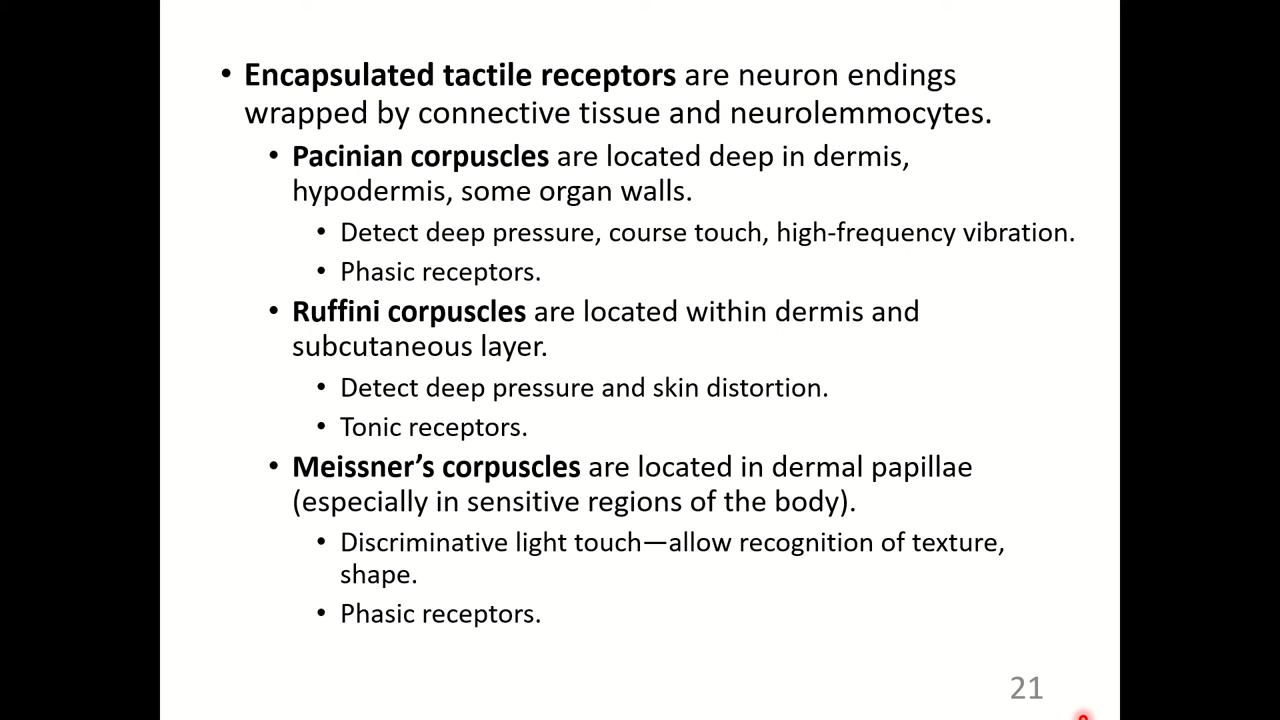 • Encapsulated tactile receptors are neuron endings
wrapped by connective tissue and neurolemmocytes.
• Pacinian corpuscles are located deep in dermis,
hypodermis, some organ walls.
• Detect deep pressure, course touch, high-frequency vibration.
• Phasic receptors.
• Ruffini corpuscles are located within dermis and
subcutaneous layer.
• Detect deep pressure and skin distortion.
• Tonic receptors.
• Meissner’s corpuscles are located in dermal papillae
(especially in sensitive regions of the body).
• Discriminative light touch—allow recognition of texture,
shape.
• Phasic receptors.
21